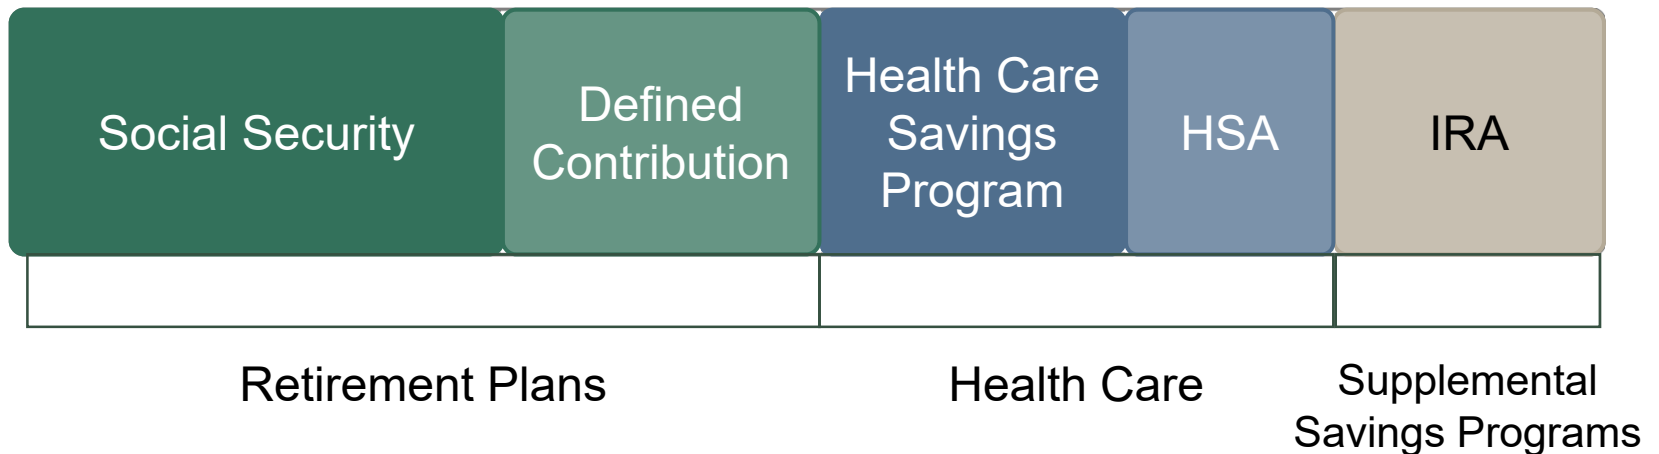 Social Security
Defined
Contribution
Health Care
Savings
Program
HSA
IRA
Retirement Plans
Health Care
Supplemental
Savings Programs